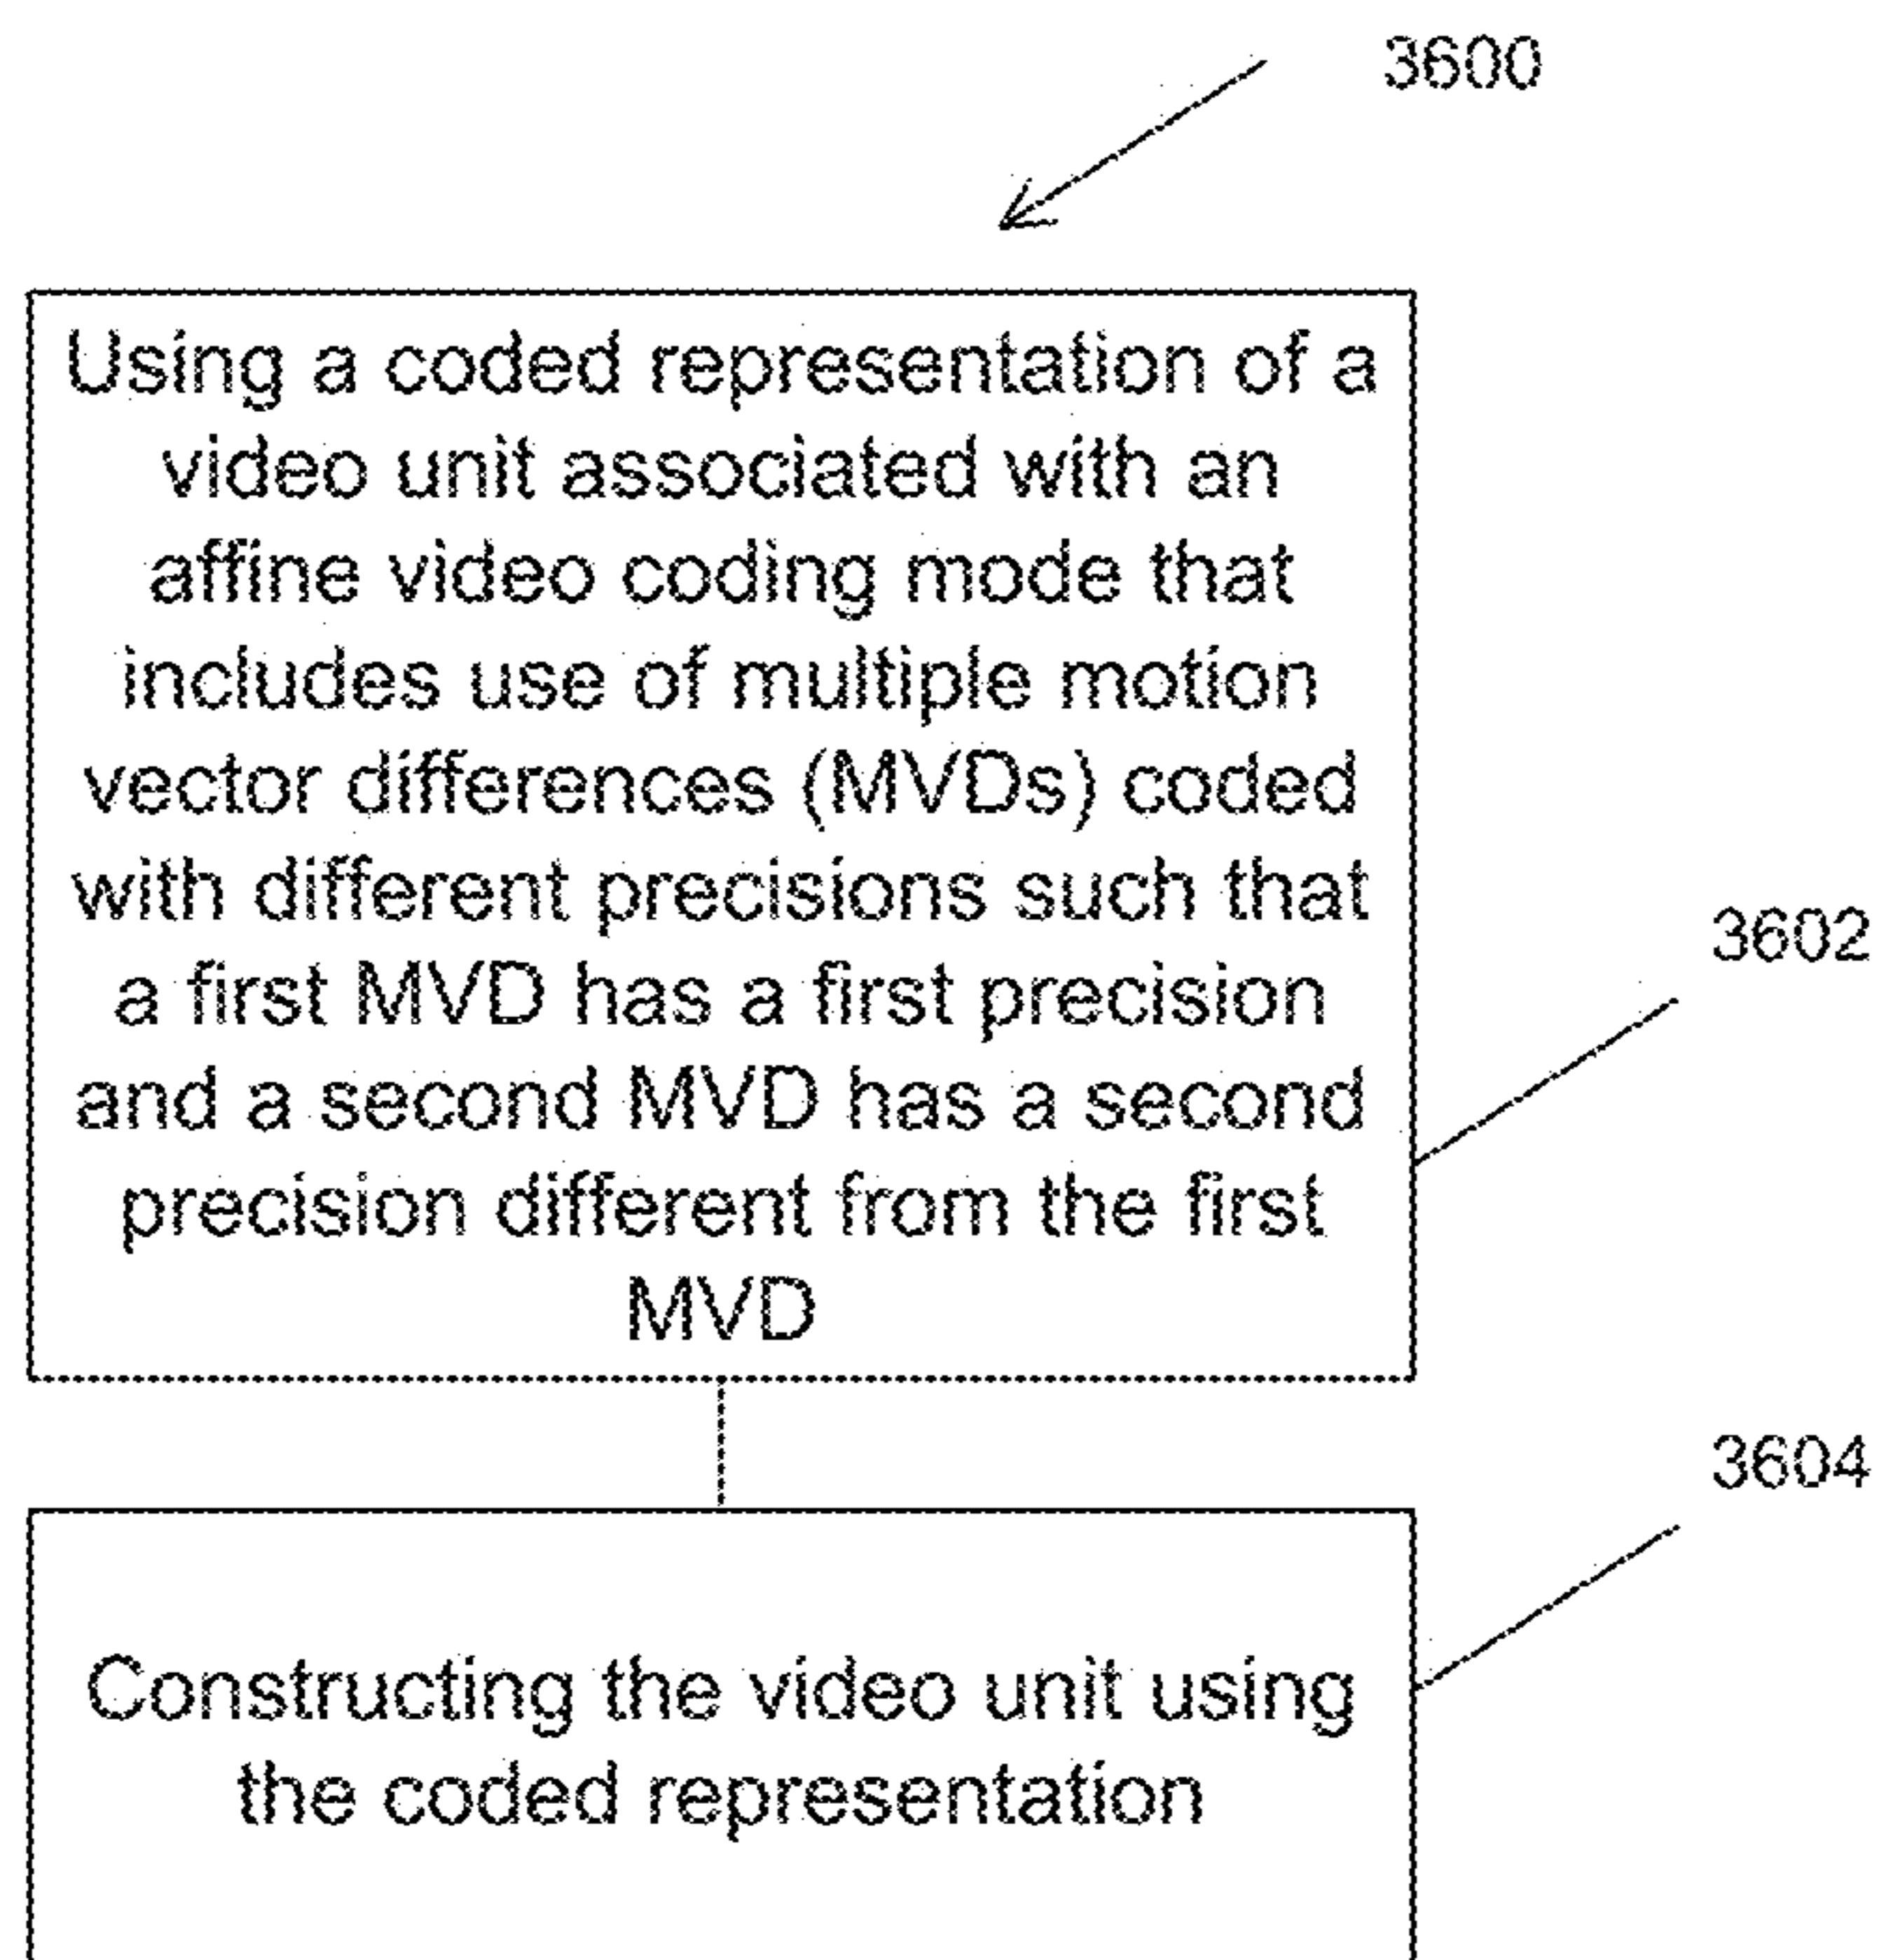 3600
Using a coded representation of a
video unit associated with an
affine video coding mode that
includes use of multiple motion
vector differences (MVDs) coded
with different precisions such that
a first MVD has a first precision
and a second MVD has a second
precision different from the first
MVD
3602
3604
Constructing the video unit using
the coded representation